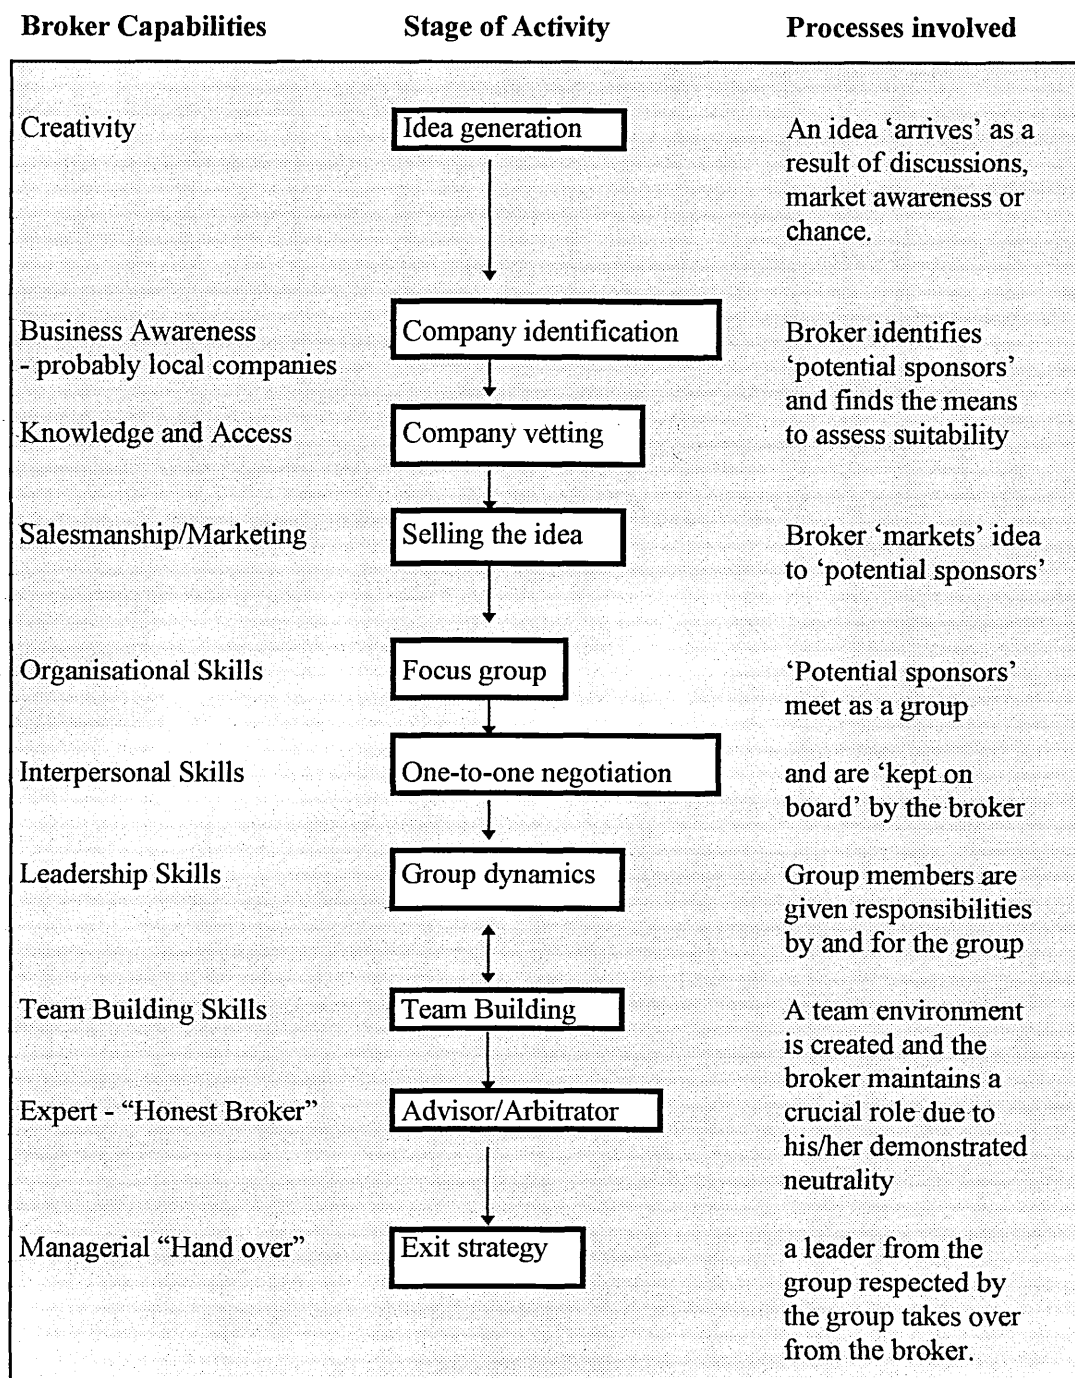 Broker Capabilities Stage of Activity Processes involved
Creativity
Idea generation
An idea ‘arrives’ as a
result of discussions,
market awareness or
chance.
Business Awareness
- probably local companies
Company identification
Broker identifies
‘potential sponsors’
and finds the means
to assess suitability
Knowledge and Access
Company vetting
Salesmanship/Marketing
Selling the idea
Broker ‘markets’ idea
to ‘potential sponsors’
Organisational Skills
Focus group
‘Potential sponsors’
meet as a group
Interpersonal Skills
One-to-one negotiation
and are ‘kept on
board’ by the broker
Leadership Skills
Group dynamics
Group members are
given responsibilities
by and for the group
Team Building Skills
Team Building
A team environment
is created and the
broker maintains a
crucial role due to
his/her demonstrated
neutrality
Expert - “Honest Broker”
Advisor/Arbitrator
Managerial “Hand over”
Exit strategy
a leader from the
group respected by
the group takes over
from the broker.